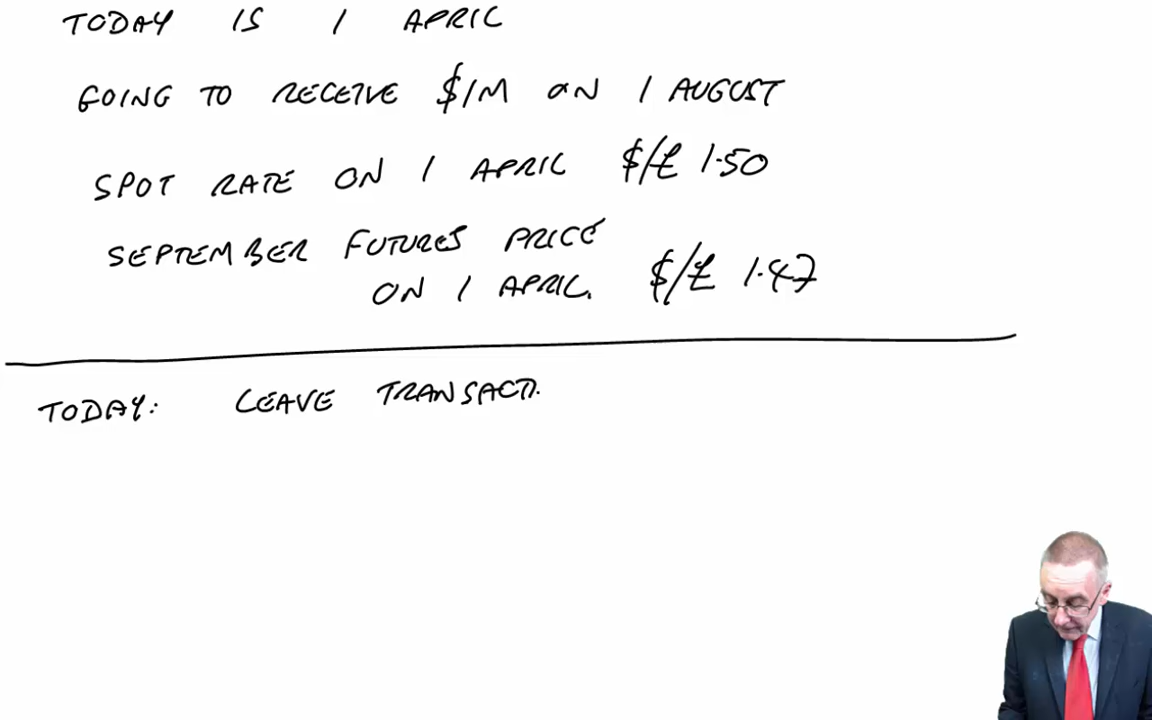 TODAY IS 1 APRIL
GOING TO RECEIVE $1M ON 1 AUGUST
SPOT RATE ON 1 APRIL $/£ 1.50
SEPTEMBER FUTURES PRICE
ON 1 APRIL. $/£ 1.47
TODAY: LEAVE TRANSACT.